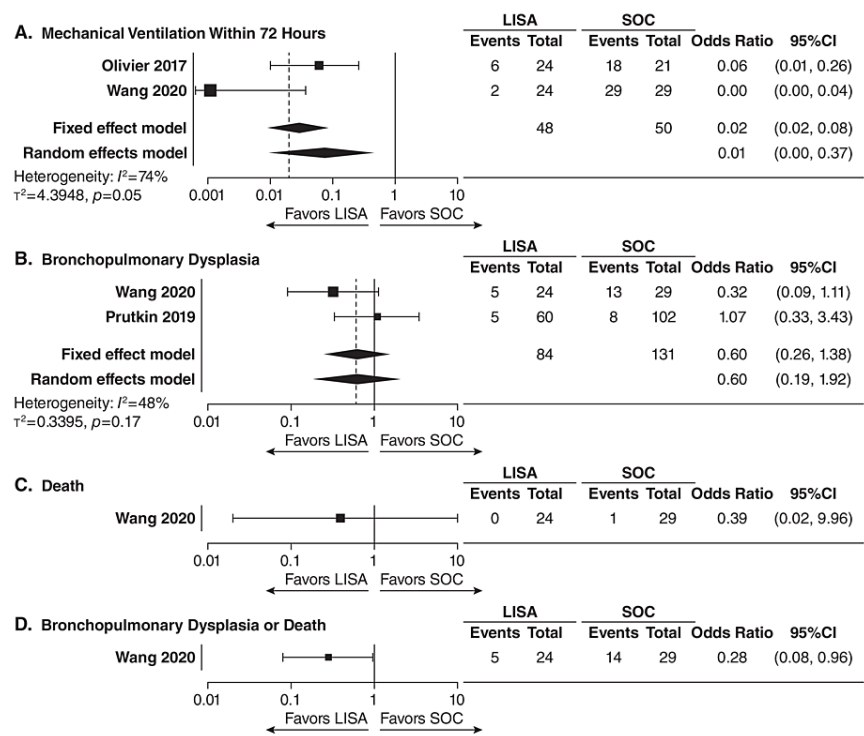 LISA SOC
A. Mechanical Ventilation Within 72 Hours Events Total Events Total Odds Ratio 95%CI
Olivier 2017 6 24 18 21 0.06 (0.01, 0.26)
Wang 2020 2 24 29 29 0.00 (0.00, 0.04)
Fixed effect model 48 50 0.02 (0.02, 0.08)
Random effects model 0.01 (0.00, 0.37)
Heterogeneity: I²=74%
τ²=4.3948, p=0.05
0.001 0.01 0.1 1 10
Favors LISA Favors SOC
LISA SOC
B. Bronchopulmonary Dysplasia Events Total Events Total Odds Ratio 95%CI
Wang 2020 5 24 13 29 0.32 (0.09, 1.11)
Prutkin 2019 5 60 8 102 1.07 (0.33, 3.43)
Fixed effect model 84 131 0.60 (0.26, 1.38)
Random effects model 0.60 (0.19, 1.92)
Heterogeneity: I²=48%
τ²=0.3395, p=0.17
0.01 0.1 1 10
Favors LISA Favors SOC
LISA SOC
C. Death Events Total Events Total Odds Ratio 95%CI
Wang 2020 0 24 1 29 0.39 (0.02, 9.96)
0.01 0.1 1 10
Favors LISA Favors SOC
LISA SOC
D. Bronchopulmonary Dysplasia or Death Events Total Events Total Odds Ratio 95%CI
Wang 2020 5 24 14 29 0.28 (0.08, 0.96)
0.01 0.1 1 10
Favors LISA Favors SOC